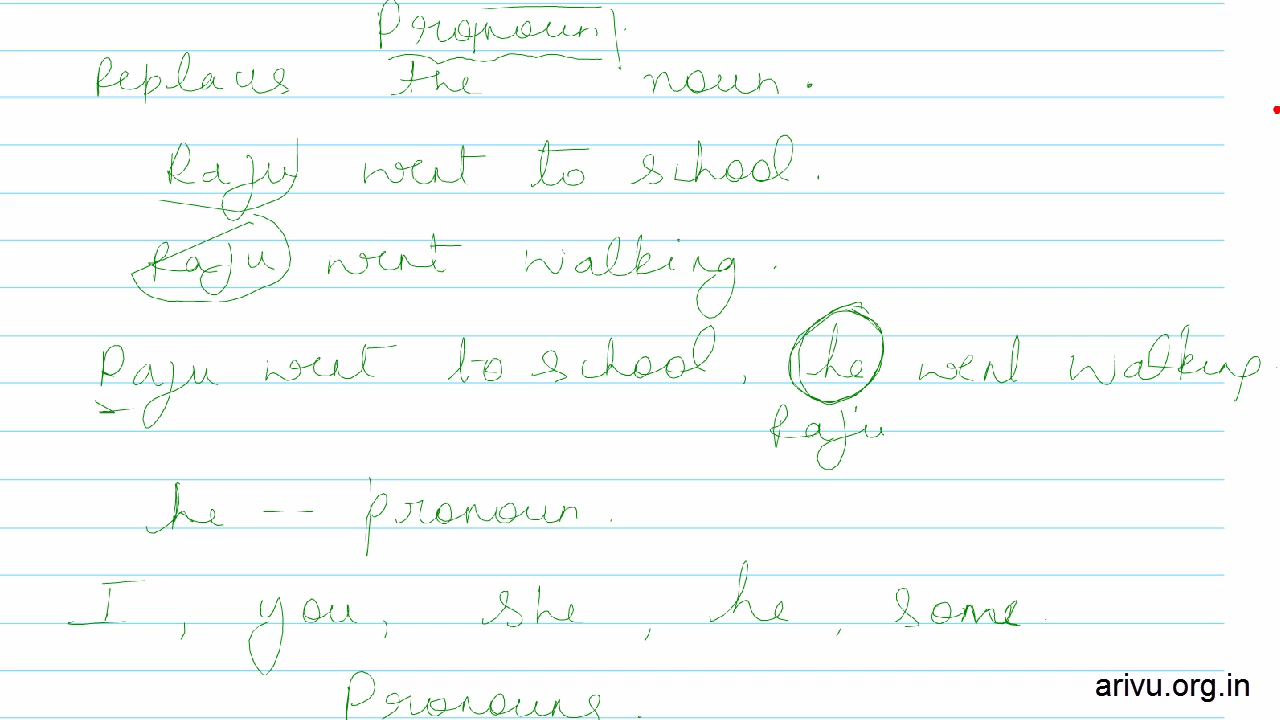 Pronoun.
Replaces the noun.
Raju went to school.
Raju went walking.
Raju went to school, he went walking.
Raju
he -- pronoun.
I, you, she, he, some
Pronouns.
arivu.org.in